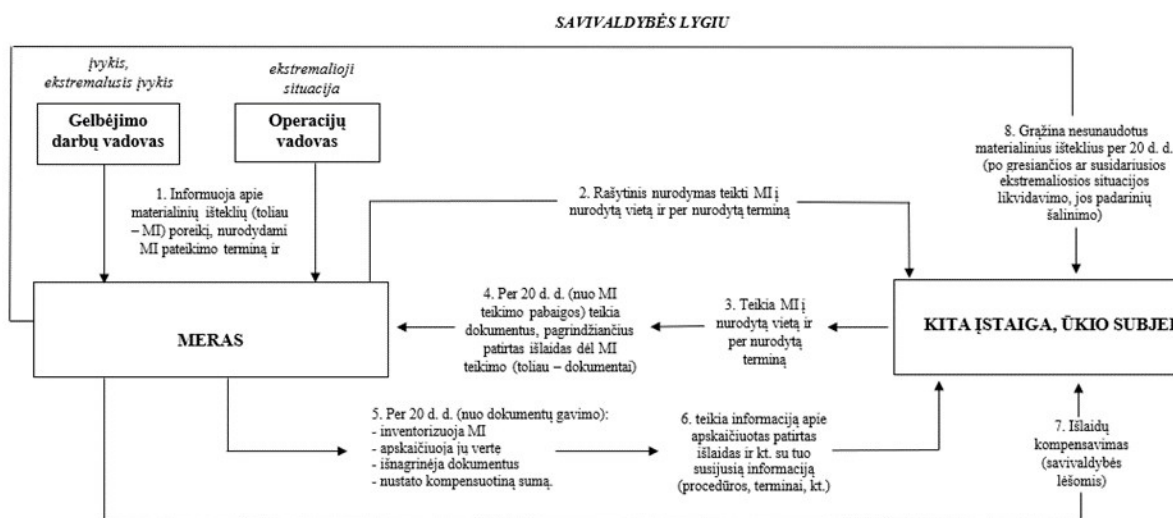 SAVIVALDYBĖS LYGIU
įvykis,
ekstremalusis įvykis
ekstremalioji
situacija
Gelbėjimo
darbų vadovas
Operacijų
vadovas
1. Informuoja apie
materialinių išteklių (toliau
– MI) poreikį, nurodydami
MI pateikimo terminą ir
2. Rašytinis nurodymas teikti MI į
nurodytą vietą ir per nurodytą terminą
8. Grąžina nesunaudotus
materialinius išteklius per 20 d. d.
(po gresiančios ar susidariusios
ekstremaliosios situacijos
likvidavimo, jos padarinių
šalinimo)
MERAS
4. Per 20 d. d. (nuo MI
teikimo pabaigos) teikia
dokumentus, pagrindžiančius
patirtas išlaidas dėl MI
teikimo (toliau – dokumentai)
3. Teikia MI į
nurodytą vietą ir
per nurodytą
terminą
KITA ĮSTAIGA, ŪKIO SUBJE
5. Per 20 d. d. (nuo dokumentų gavimo):
- inventorizuoja MI
- apskaičiuoja jų vertę
- išnagrinėja dokumentus
- nustato kompensuotiną sumą.
6. teikia informaciją apie
apskaičiuotas patirtas
išlaidas ir kt. su tuo
susijusią informaciją
(procedūros, terminai, kt.)
7. Išlaidų
kompensavimas
(savivaldybės
lėšomis)